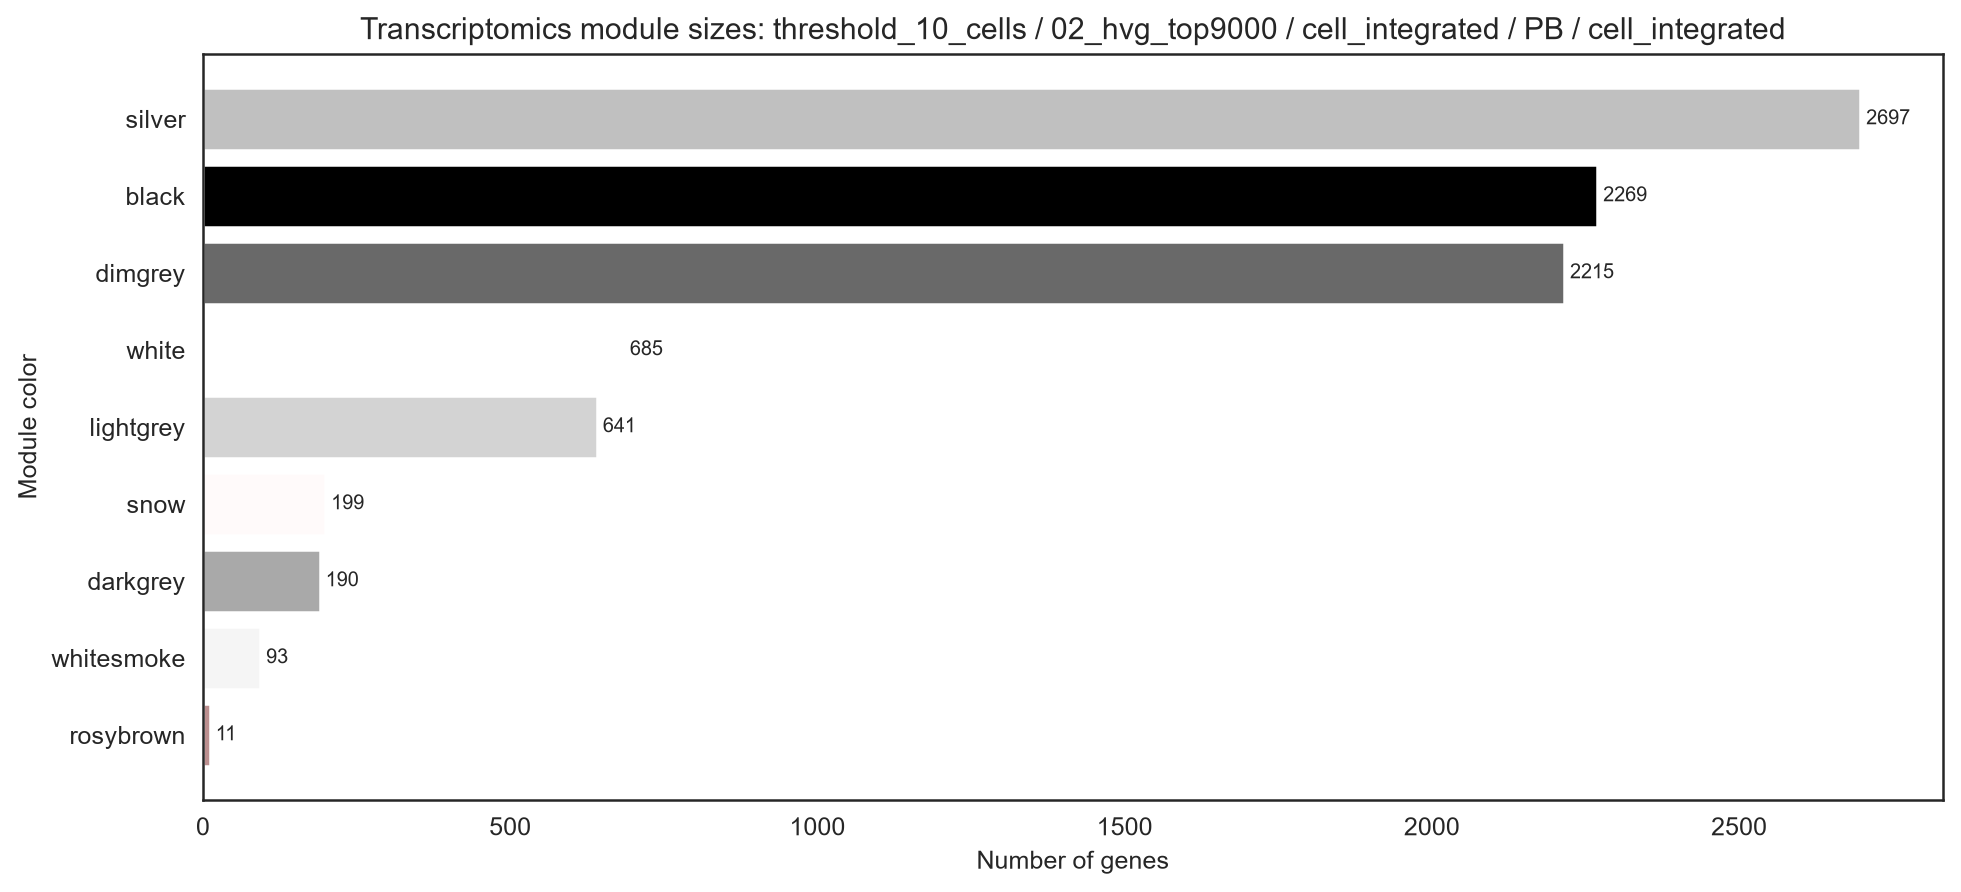 Transcriptomics module sizes: threshold_10_cells / 02_hvg_top9000 / cell_integrated / PB / cell_integrated
Module color
silver 2697
black 2269
dimgrey 2215
white 685
lightgrey 641
snow 199
darkgrey 190
whitesmoke 93
rosybrown 11
0 500 1000 1500 2000 2500
Number of genes